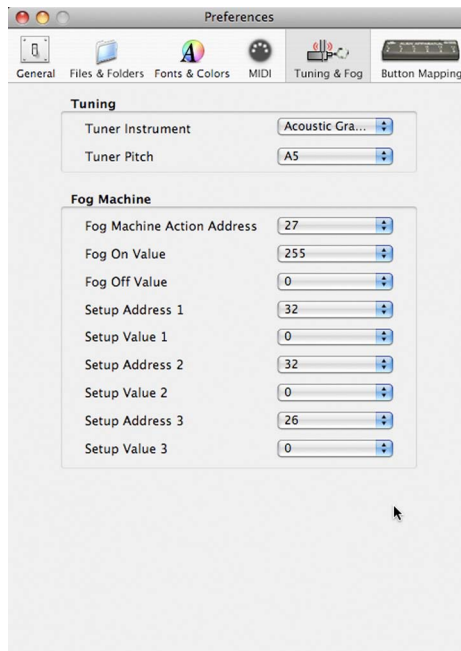 Preferences
General Files & Folders Fonts & Colors MIDI Tuning & Fog Button Mapping
Tuning
Tuner Instrument Acoustic Gra...
Tuner Pitch A5
Fog Machine
Fog Machine Action Address 27
Fog On Value 255
Fog Off Value 0
Setup Address 1 32
Setup Value 1 0
Setup Address 2 32
Setup Value 2 0
Setup Address 3 26
Setup Value 3 0